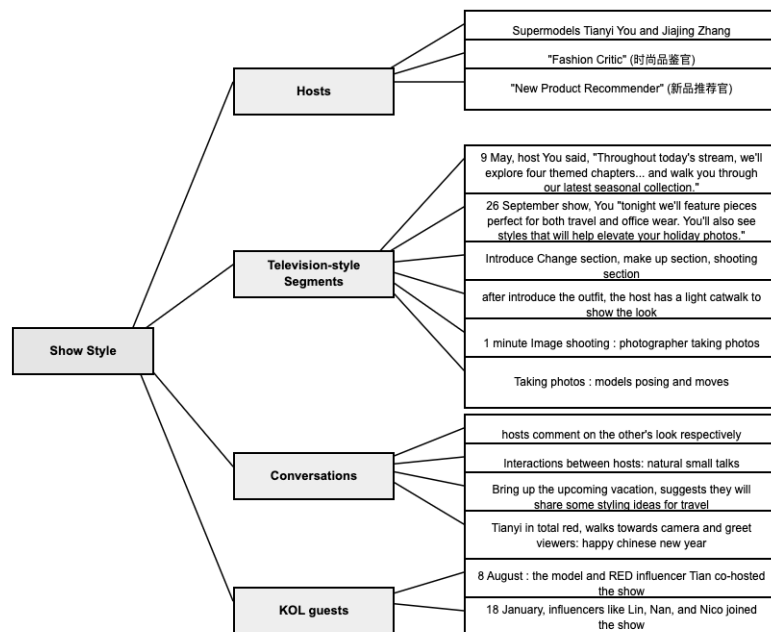 Show Style
Hosts
Supermodels Tianyi You and Jiajing Zhang
"Fashion Critic" (时尚品鉴官)
"New Product Recommender" (新品推荐官)
Television-style
Segments
9 May, host You said, "Throughout today's stream, we'll
explore four themed chapters... and walk you through
our latest seasonal collection."
26 September show, You "tonight we'll feature pieces
perfect for both travel and office wear. You'll also see
styles that will help elevate your holiday photos."
Introduce Change section, make up section, shooting
section
after introduce the outfit, the host has a light catwalk to
show the look
1 minute Image shooting : photographer taking photos
Taking photos : models posing and moves
Conversations
hosts comment on the other's look respectively
Interactions between hosts: natural small talks
Bring up the upcoming vacation, suggests they will
share some styling ideas for travel
Tianyi in total red, walks towards camera and greet
viewers: happy chinese new year
KOL guests
8 August : the model and RED influencer Tian co-hosted
the show
18 January, influencers like Lin, Nan, and Nico joined
the show